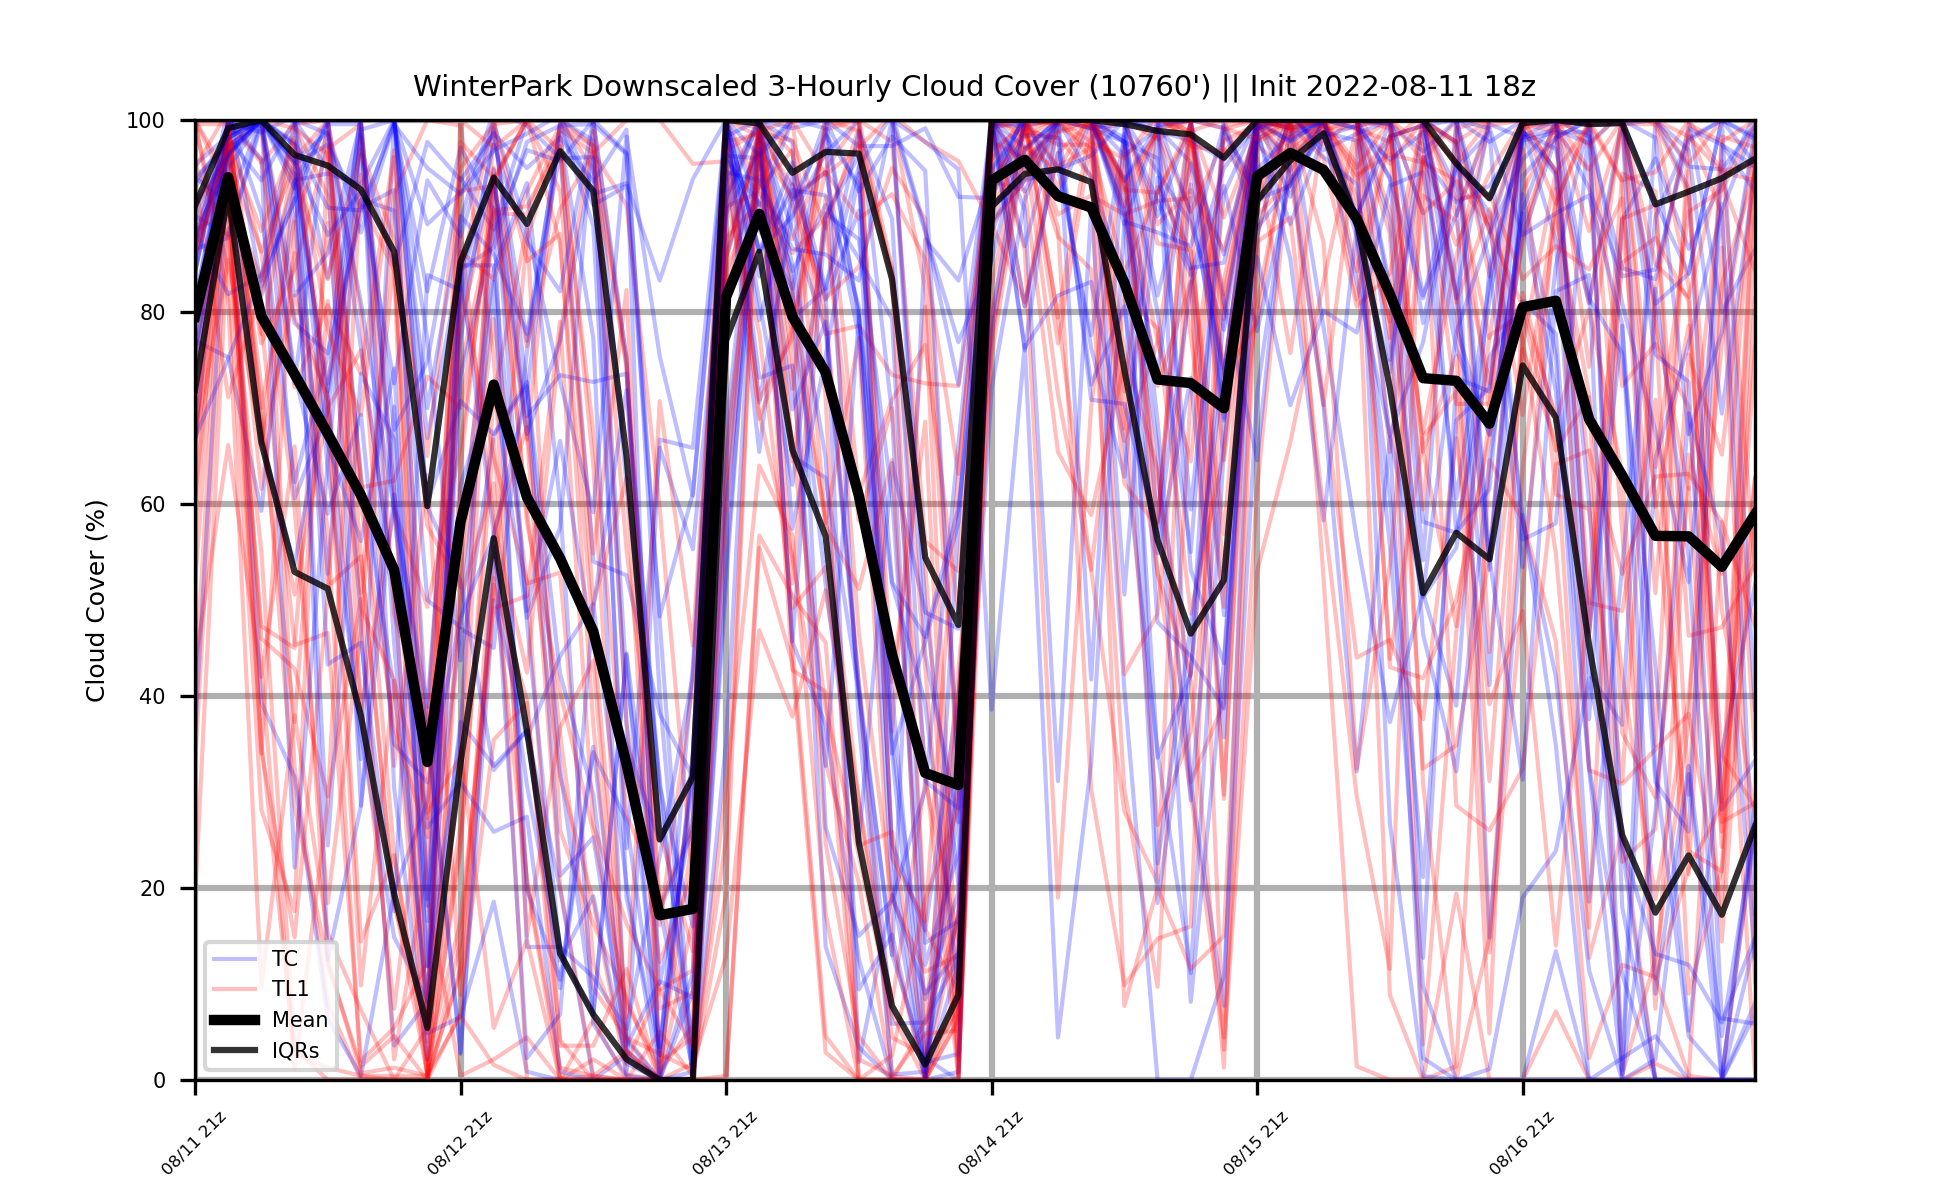 WinterPark Downscaled 3-Hourly Cloud Cover (10760') || Init 2022-08-11 18z
Cloud Cover (%)
100
80
60
40
20
0
TC
TL1
Mean
IQRs
08/11 21z
08/12 21z
08/13 21z
08/14 21z
08/15 21z
08/16 21z